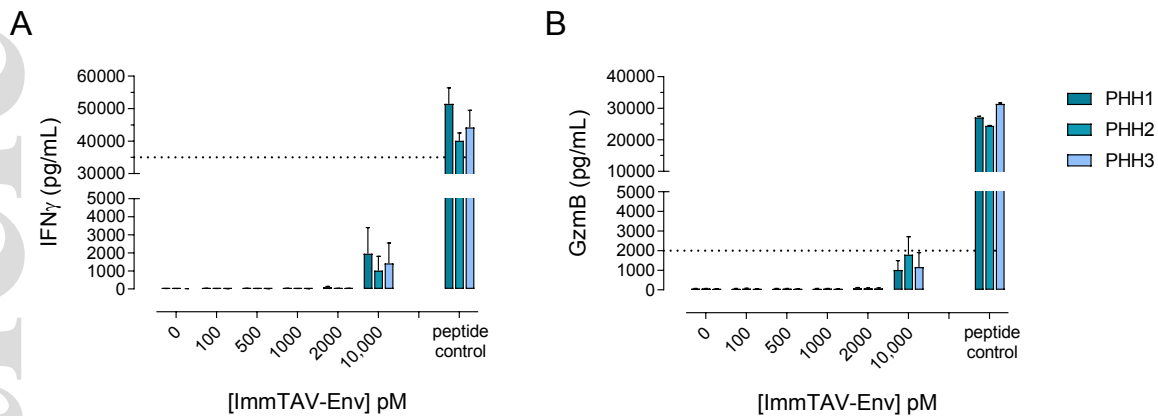 A
IFNγ (pg/mL)
60000
50000
40000
30000
5000
4000
3000
2000
1000
0
0
100
500
1000
2000
10,000
peptide
control
[ImmTAV-Env] pM
B
GzmB (pg/mL)
40000
30000
20000
10000
5000
4000
3000
2000
1000
0
0
100
500
1000
2000
10,000
peptide
control
[ImmTAV-Env] pM
PHH1
PHH2
PHH3